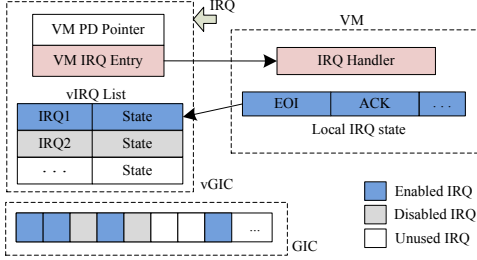 IRQ
VM
VM PD Pointer
VM IRQ Entry
IRQ Handler
vIRQ List
IRQ1 State
IRQ2 State
. . . State
EOI ACK . . .
Local IRQ state
vGIC
Enabled IRQ
Disabled IRQ
Unused IRQ
...
GIC